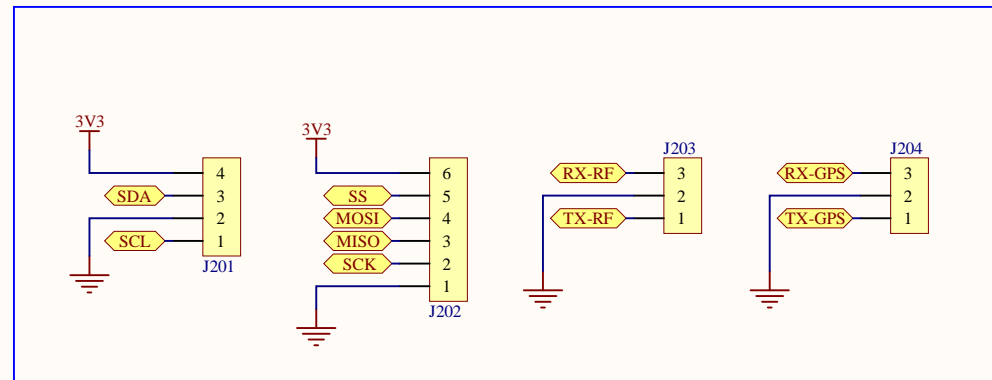 3V3
4
SDA 3
2
SCL 1
J201
3V3
6
SS 5
MOSI 4
MISO 3
SCK 2
1
J202
J203
RX-RF 3
2
TX-RF 1
J204
RX-GPS 3
2
TX-GPS 1